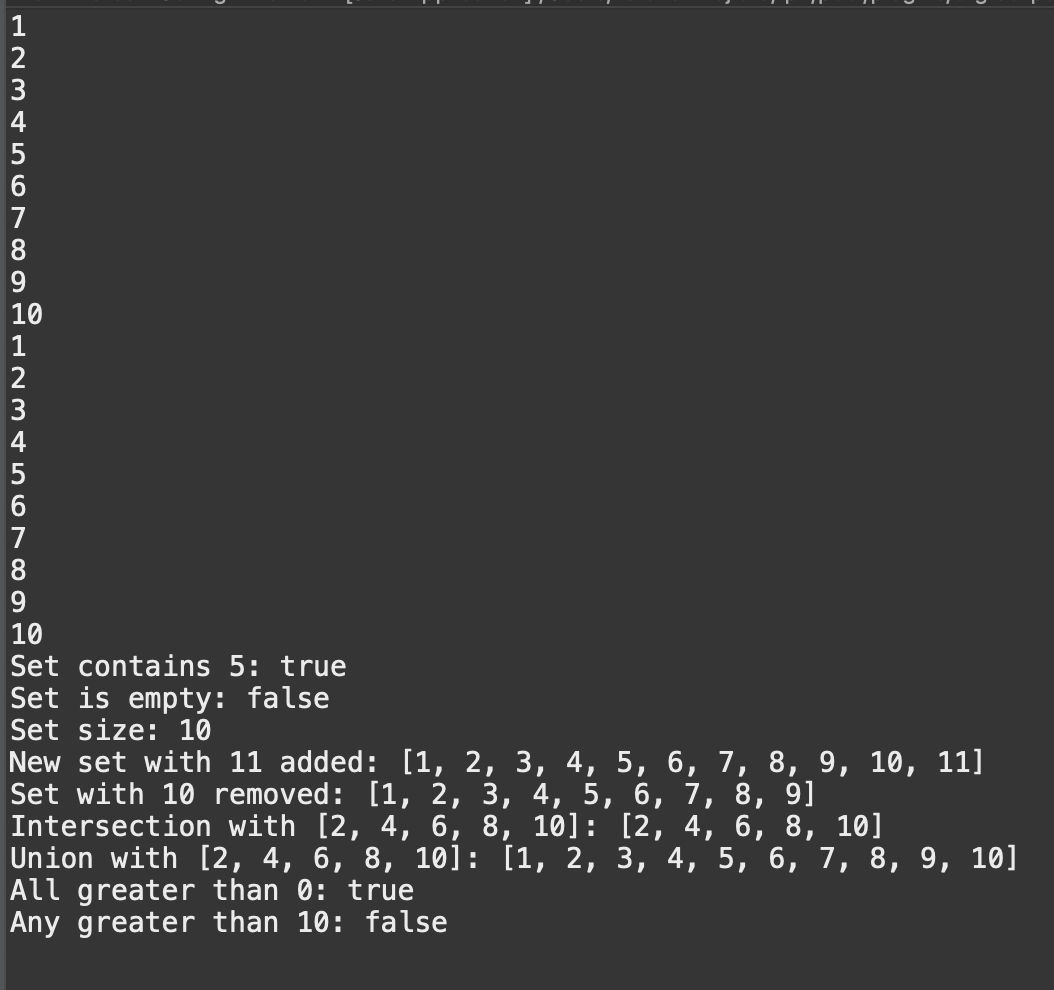 1
2
3
4
5
6
7
8
9
10
1
2
3
4
5
6
7
8
9
10
Set contains 5: true
Set is empty: false
Set size: 10
New set with 11 added: [1, 2, 3, 4, 5, 6, 7, 8, 9, 10, 11]
Set with 10 removed: [1, 2, 3, 4, 5, 6, 7, 8, 9]
Intersection with [2, 4, 6, 8, 10]: [2, 4, 6, 8, 10]
Union with [2, 4, 6, 8, 10]: [1, 2, 3, 4, 5, 6, 7, 8, 9, 10]
All greater than 0: true
Any greater than 10: false